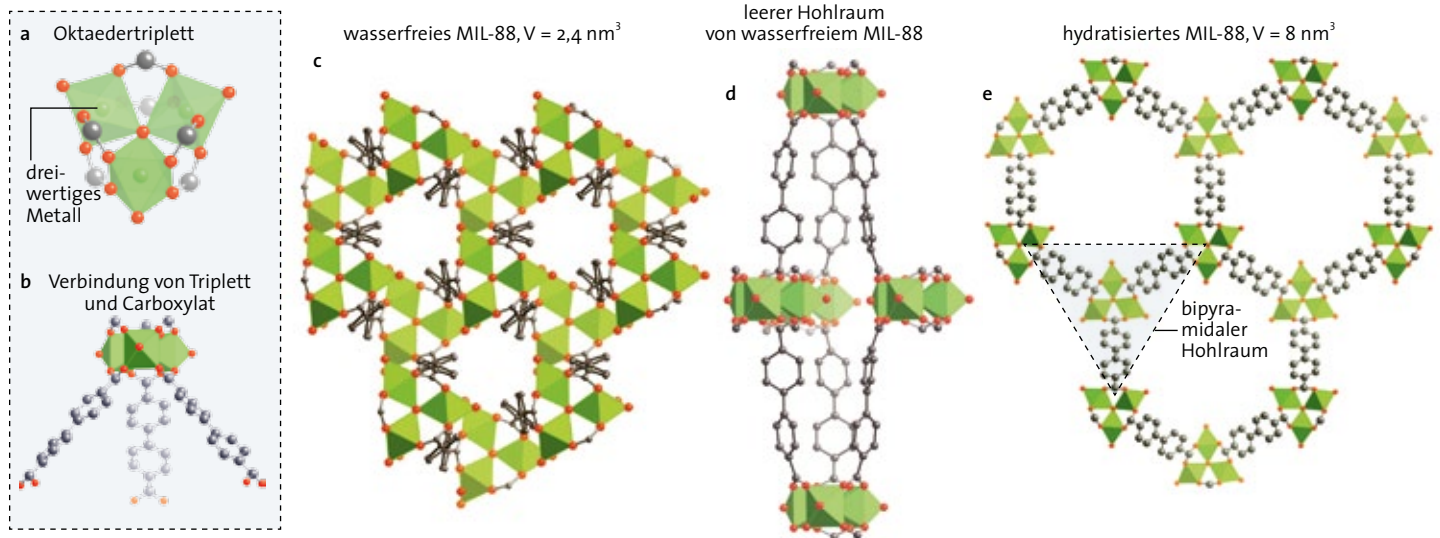 a Oktaedertriplett
drei-
wertiges
Metall
b Verbindung von Triplett
und Carboxylat
wasserfreies MIL-88, V = 2,4 nm³
c
leerer Hohlraum
von wasserfreiem MIL-88
d
hydratisiertes MIL-88, V = 8 nm³
e
bipyra-
midaler
Hohlraum